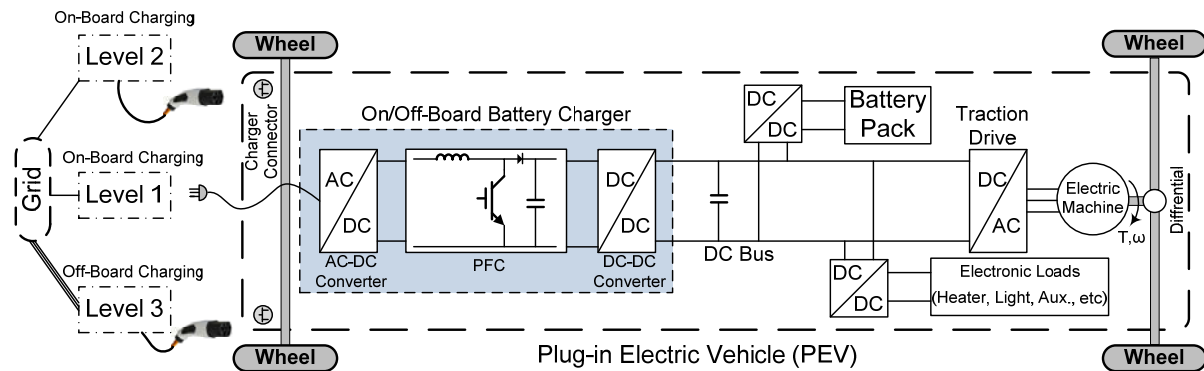 On-Board Charging
Level 2
On-Board Charging
Level 1
Off-Board Charging
Level 3
Grid
Charger
Connector
Wheel
Wheel
Wheel
Wheel
On/Off-Board Battery Charger
AC
DC
AC-DC
Converter
PFC
DC
DC
DC-DC
Converter
DC Bus
DC
DC
Battery
Pack
DC
DC
Electronic Loads
(Heater, Light, Aux., etc)
Traction
Drive
DC
AC
Electric
Machine
T,ω
Diffrential
Plug-in Electric Vehicle (PEV)